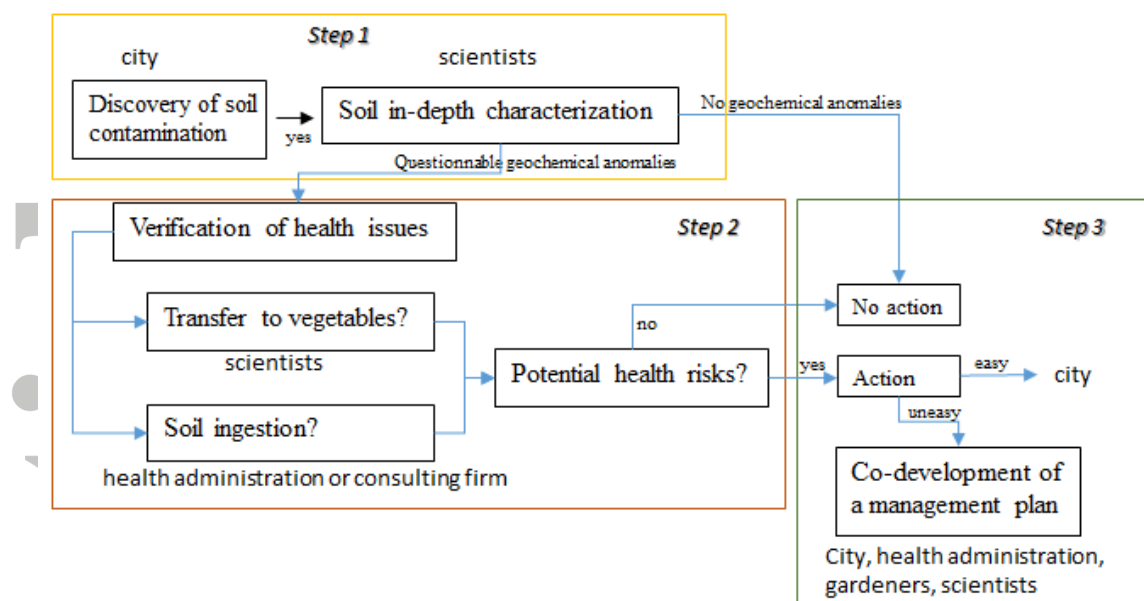 Step 1
city
scientists
Discovery of soil
contamination
yes
Soil in-depth characterization
No geochemical anomalies
Questionnable geochemical anomalies
Step 2
Verification of health issues
Transfer to vegetables?
scientists
Soil ingestion?
health administration or consulting firm
Potential health risks?
no
yes
Step 3
No action
Action
easy
city
uneasy
Co-development of
a management plan
City, health administration,
gardeners, scientists